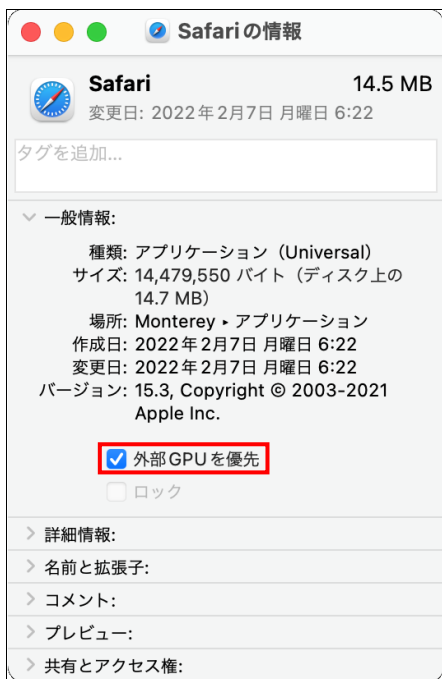 Safariの情報
Safari 14.5 MB
変更日: 2022年2月7日 月曜日 6:22
タグを追加...
一般情報:
種類: アプリケーション（Universal）
サイズ: 14,479,550 バイト（ディスク上の
14.7 MB）
場所: Monterey ▸ アプリケーション
作成日: 2022年2月7日 月曜日 6:22
変更日: 2022年2月7日 月曜日 6:22
バージョン: 15.3, Copyright © 2003-2021
Apple Inc.
外部GPUを優先
ロック
詳細情報:
名前と拡張子:
コメント:
プレビュー:
共有とアクセス権: